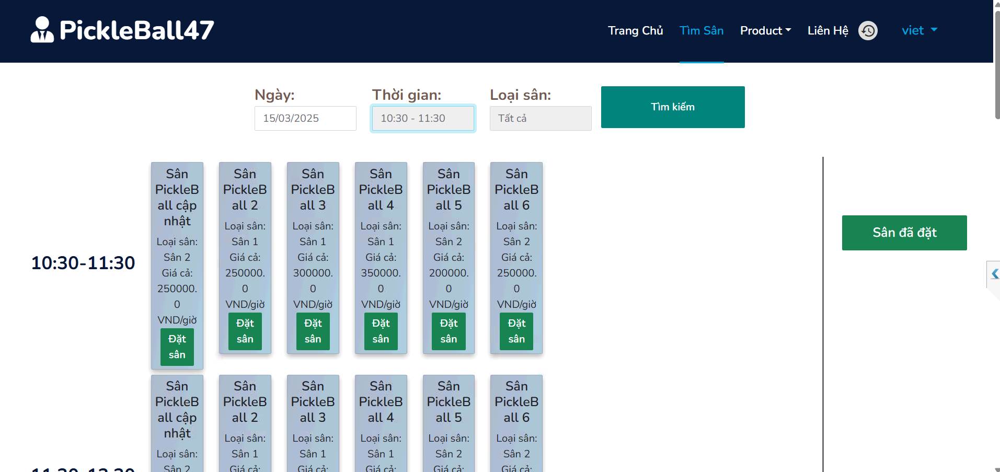 PickleBall47
Trang Chủ
Tìm Sân
Product
Liên Hệ
viet
Ngày:
Thời gian:
Loại sân:
15/03/2025
10:30 - 11:30
Tất cả
Tìm kiếm
10:30-11:30
Sân
PickleB
all cập
nhật
Loại sân:
Sân 2
Giá cả:
250000.
0
VND/giờ
Đặt
sân
Sân
PickleB
all 2
Loại sân:
Sân 1
Giá cả:
250000.
0
VND/giờ
Đặt
sân
Sân
PickleB
all 3
Loại sân:
Sân 1
Giá cả:
300000.
0
VND/giờ
Đặt
sân
Sân
PickleB
all 4
Loại sân:
Sân 1
Giá cả:
350000.
0
VND/giờ
Đặt
sân
Sân
PickleB
all 5
Loại sân:
Sân 2
Giá cả:
200000.
0
VND/giờ
Đặt
sân
Sân
PickleB
all 6
Loại sân:
Sân 2
Giá cả:
250000.
0
VND/giờ
Đặt
sân
Sân đã đặt
11:30-12:30
Sân
PickleB
all cập
nhật
Loại sân:
Sân 2
Sân
PickleB
all 2
Loại sân:
Sân 1
Giá cả:
Sân
PickleB
all 3
Loại sân:
Sân 1
Giá cả:
Sân
PickleB
all 4
Loại sân:
Sân 1
Giá cả:
Sân
PickleB
all 5
Loại sân:
Sân 2
Giá cả:
Sân
PickleB
all 6
Loại sân:
Sân 2
Giá cả: